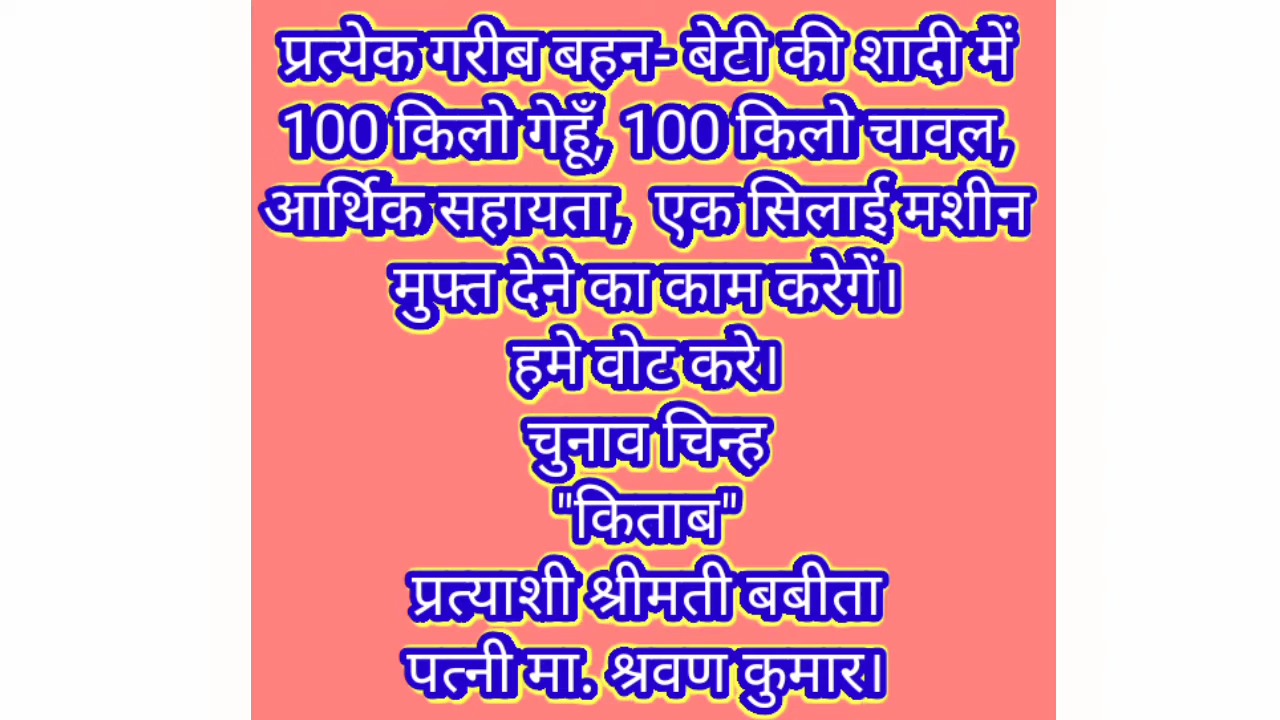 प्रत्येक गरीब बहन- बेटी की शादी में
100 किलो गेहूँ, 100 किलो चावल,
आर्थिक सहायता, एक सिलाई मशीन
मुफ्त देने का काम करेगें।
हमे वोट करे।
चुनाव चिन्ह
"किताब"
प्रत्याशी श्रीमती बबीता
पत्नी मा. श्रवण कुमार।